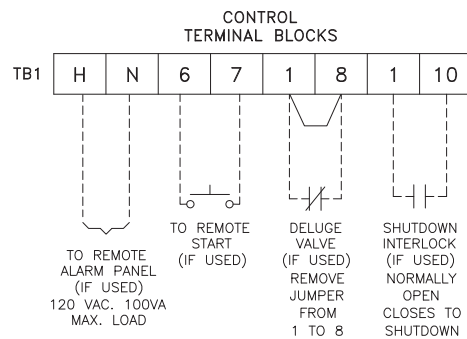 CONTROL
TERMINAL BLOCKS
TB1 H N 6 7 1 8 1 10
TO REMOTE
ALARM PANEL
(IF USED)
120 VAC. 100VA
MAX. LOAD
TO REMOTE
START
(IF USED)
DELUGE
VALVE
(IF USED)
REMOVE
JUMPER
FROM
1 TO 8
SHUTDOWN
INTERLOCK
(IF USED)
NORMALLY
OPEN
CLOSES TO
SHUTDOWN